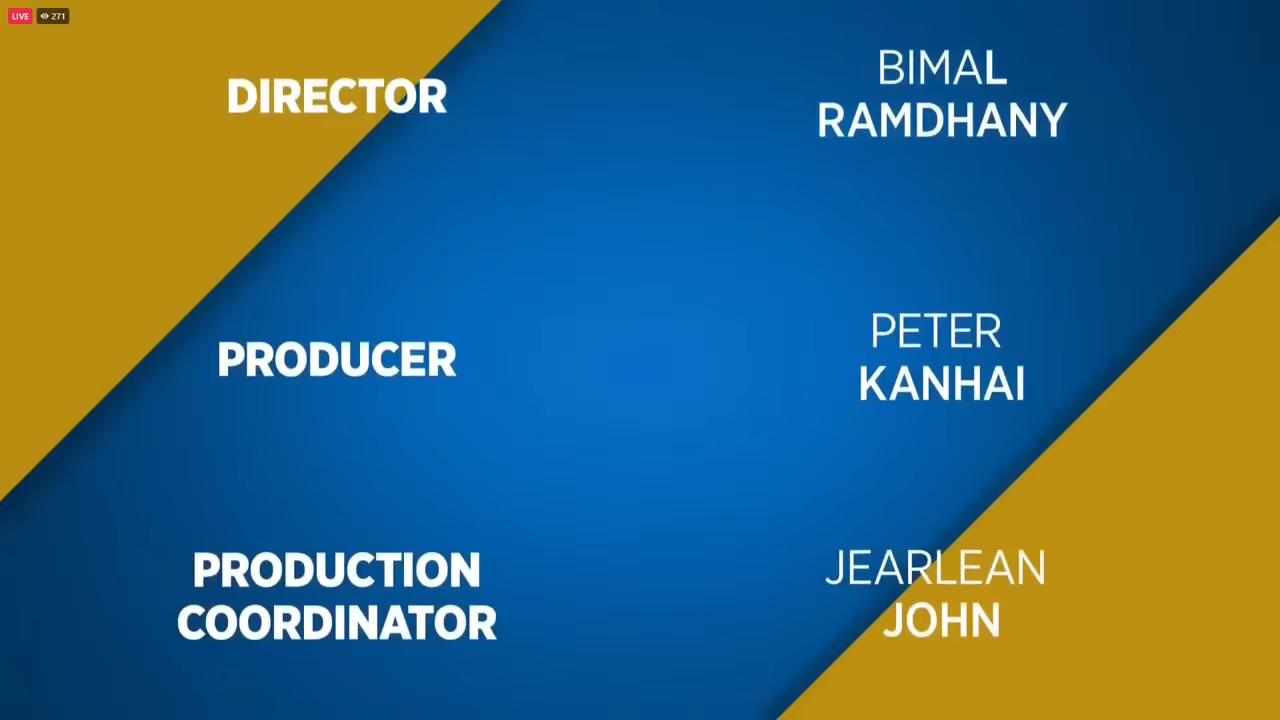 LIVE 271
DIRECTOR
BIMAL
RAMDHANY
PRODUCER
PETER
KANHAI
PRODUCTION
COORDINATOR
JEARLEAN
JOHN